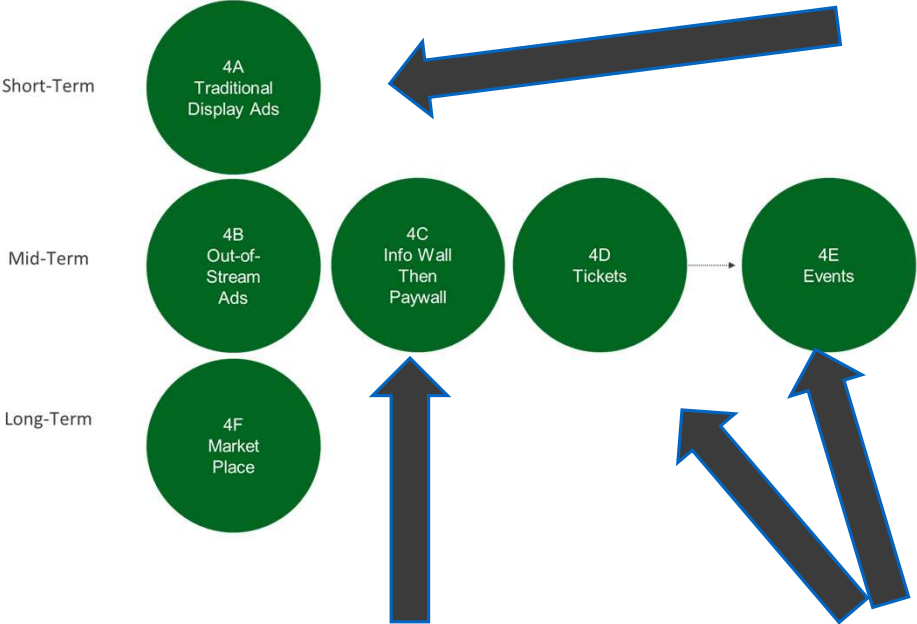 Short-Term
4A
Traditional
Display Ads
Mid-Term
4B
Out-of-
Stream
Ads
4C
Info Wall
Then
Paywall
4D
Tickets
4E
Events
Long-Term
4F
Market
Place